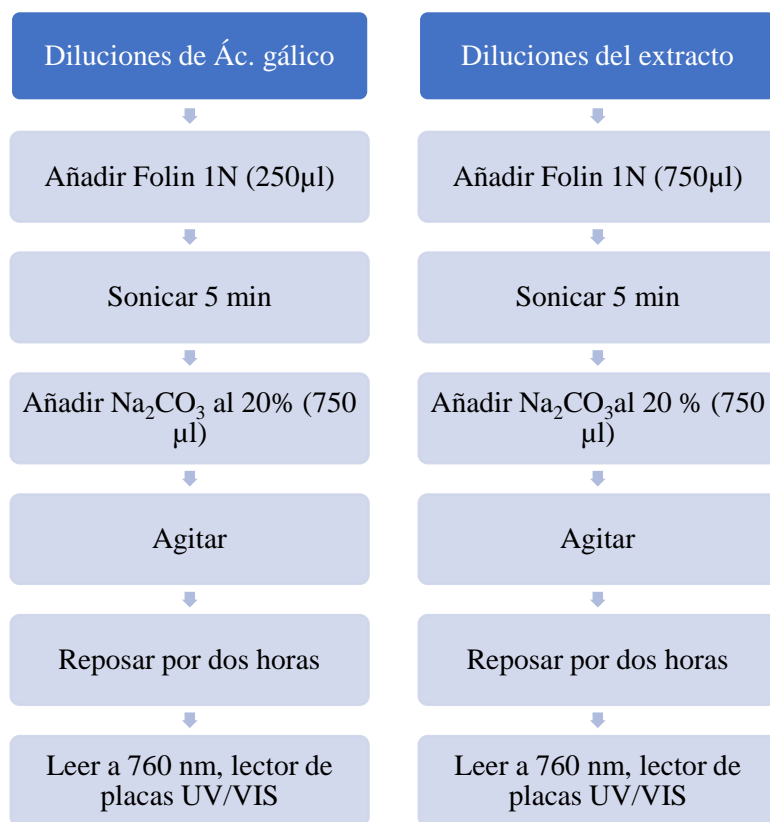 Diluciones de Ác. gálico
Añadir Folin 1N (250µl)
Sonicar 5 min
Añadir Na₂CO₃ al 20% (750
µl)
Agitar
Reposar por dos horas
Leer a 760 nm, lector de
placas UV/VIS
Diluciones del extracto
Añadir Folin 1N (750µl)
Sonicar 5 min
Añadir Na₂CO₃al 20 % (750
µl)
Agitar
Reposar por dos horas
Leer a 760 nm, lector de
placas UV/VIS